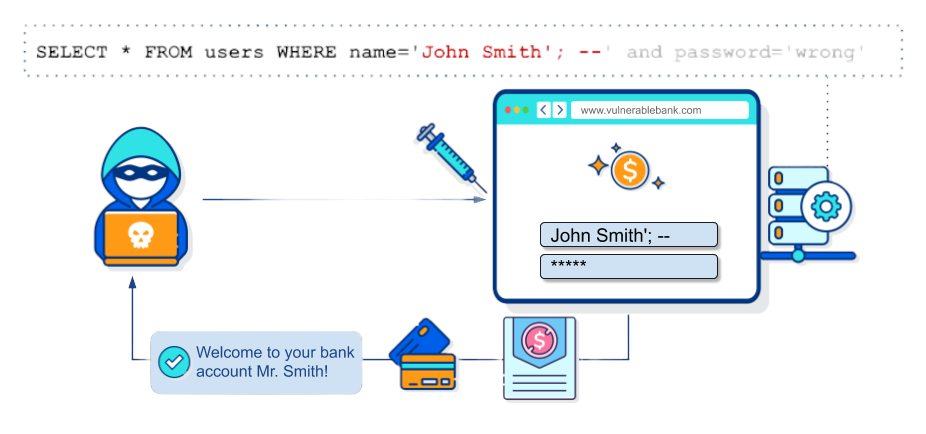 SELECT * FROM users WHERE name='John Smith'; --' and password='wrong'
www.vulnerablebank.com
$
John Smith'; --
*****
$
Welcome to your bank
account Mr. Smith!